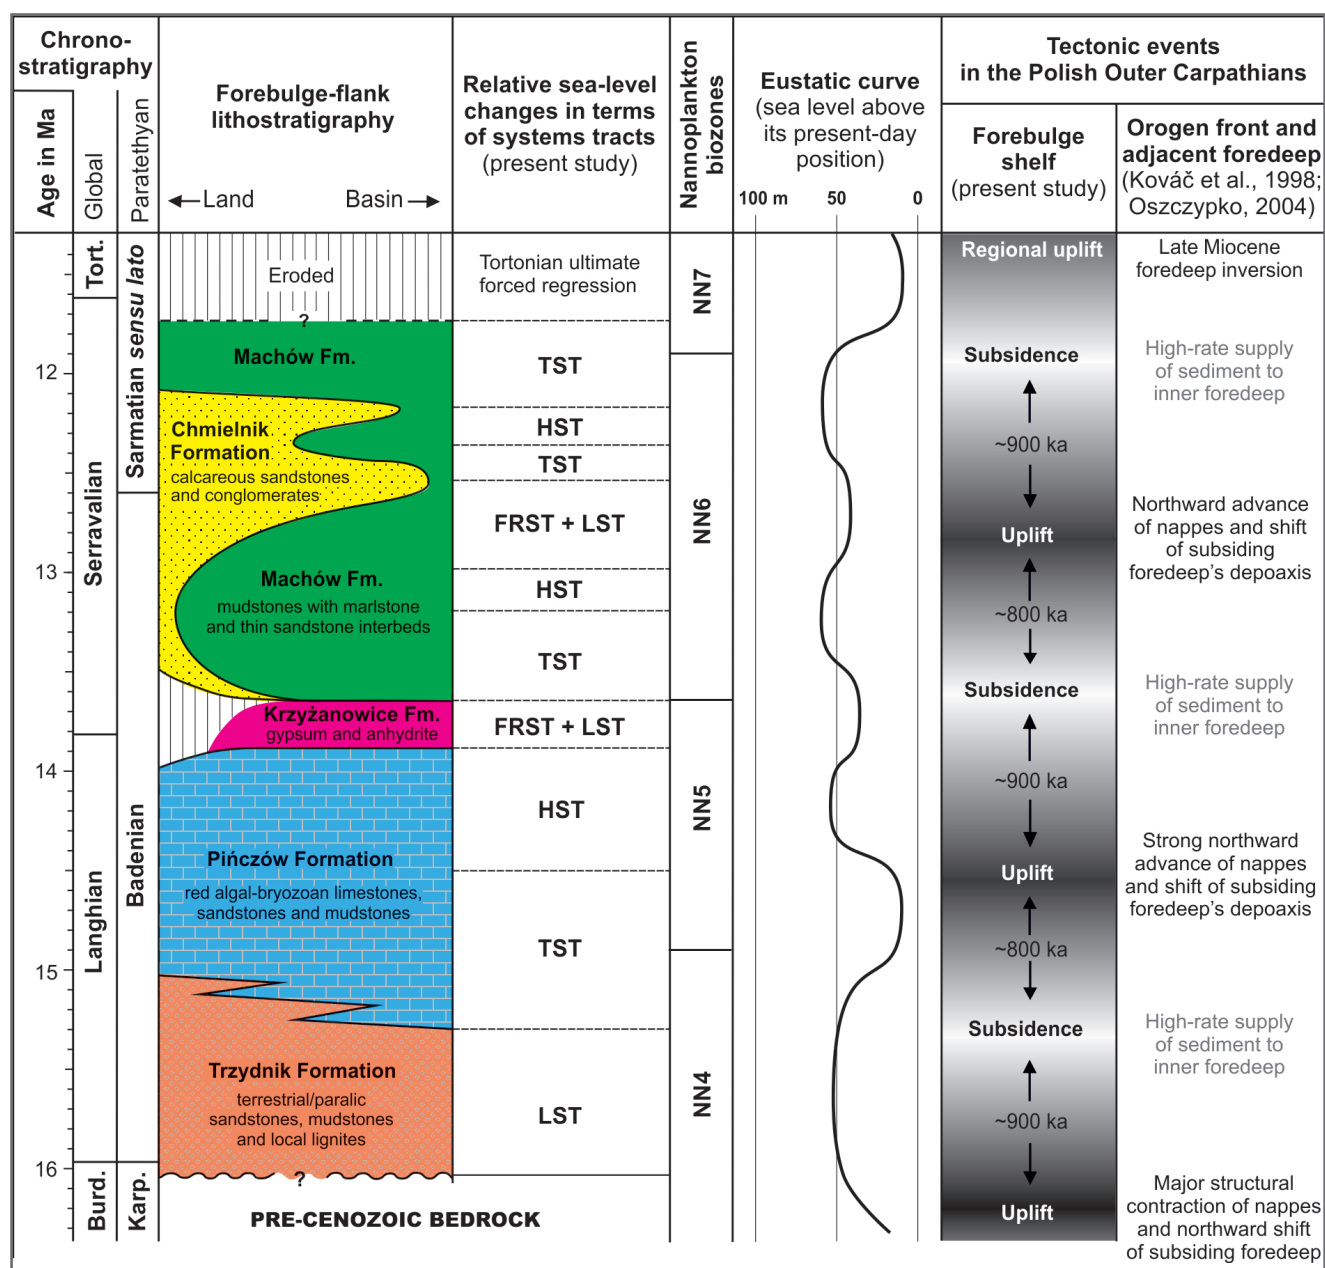 Chrono-
stratigraphy
Age in Ma
Global
Paratethyan
Forebulge-flank
lithostratigraphy
Land
Basin
Relative sea-level
changes in terms
of systems tracts
(present study)
Nannoplankton
biozones
Eustatic curve
(sea level above
its present-day
position)
100 m
50
0
Tectonic events
in the Polish Outer Carpathians
Forebulge
shelf
(present study)
Orogen front and
adjacent foredeep
(Kováč et al., 1998;
Oszczypko, 2004)
12
13
14
15
16
Tort.
Serravalian
Langhian
Burd.
Sarmatian sensu lato
Badenian
Karp.
Eroded
?
Machów Fm.
Chmielnik
Formation
calcareous sandstones
and conglomerates
Machów Fm.
mudstones with marlstone
and thin sandstone interbeds
Krzyżanowice Fm.
gypsum and anhydrite
Pińczów Formation
red algal-bryozoan limestones,
sandstones and mudstones
Trzydnik Formation
terrestrial/paralic
sandstones, mudstones
and local lignites
?
PRE-CENOZOIC BEDROCK
Tortonian ultimate
forced regression
TST
HST
TST
FRST + LST
HST
TST
FRST + LST
HST
TST
LST
NN7
NN6
NN5
NN4
Regional uplift
Subsidence
~900 ka
Uplift
~800 ka
Subsidence
~900 ka
Uplift
~800 ka
Subsidence
~900 ka
Uplift
Late Miocene
foredeep inversion
High-rate supply
of sediment to
inner foredeep
Northward advance
of nappes and shift
of subsiding
foredeep's depoaxis
High-rate supply
of sediment to
inner foredeep
Strong northward
advance of nappes
and shift of subsiding
foredeep's depoaxis
High-rate supply
of sediment to
inner foredeep
Major structural
contraction of nappes
and northward shift
of subsiding foredeep